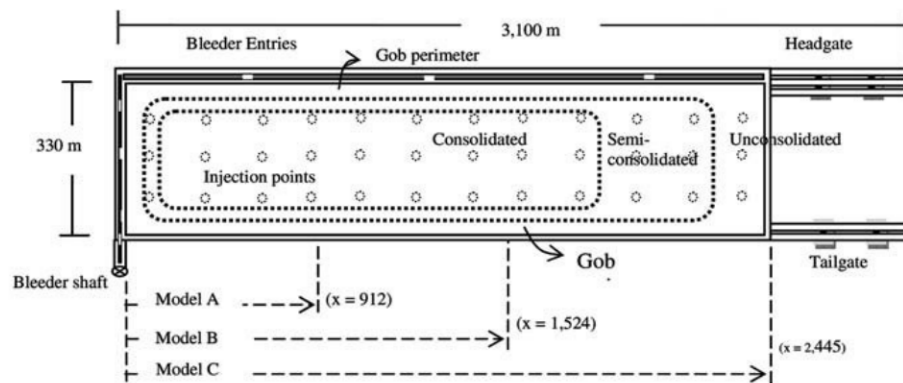 3,100 m
Bleeder Entries
Headgate
Gob perimeter
330 m
Consolidated
Semi-
consolidated
Unconsolidated
Injection points
Gob
Tailgate
Bleeder shaft
Model A
(x = 912)
Model B
(x = 1,524)
Model C
(x = 2,445)